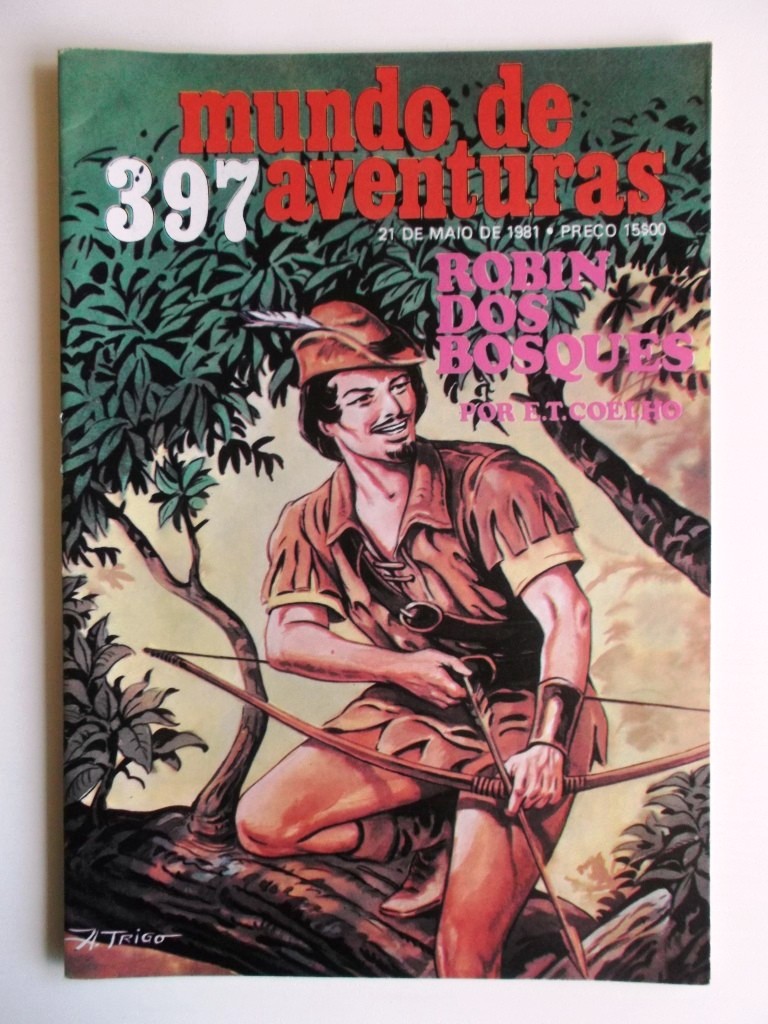 mundo de
397 aventuras
21 DE MAIO DE 1981 • PREÇO 15$00
ROBIN
DOS
BOSQUES
POR E.T. COELHO
A TRIGO